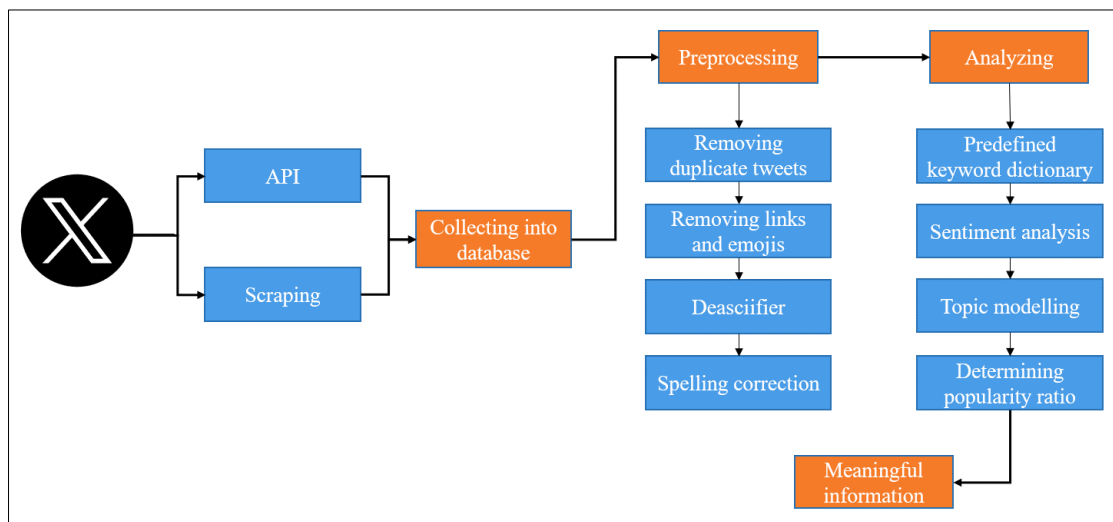 API
Scraping
Collecting into
database
Preprocessing
Removing
duplicate tweets
Removing links
and emojis
Deasciifier
Spelling correction
Analyzing
Predefined
keyword dictionary
Sentiment analysis
Topic modelling
Determining
popularity ratio
Meaningful
information